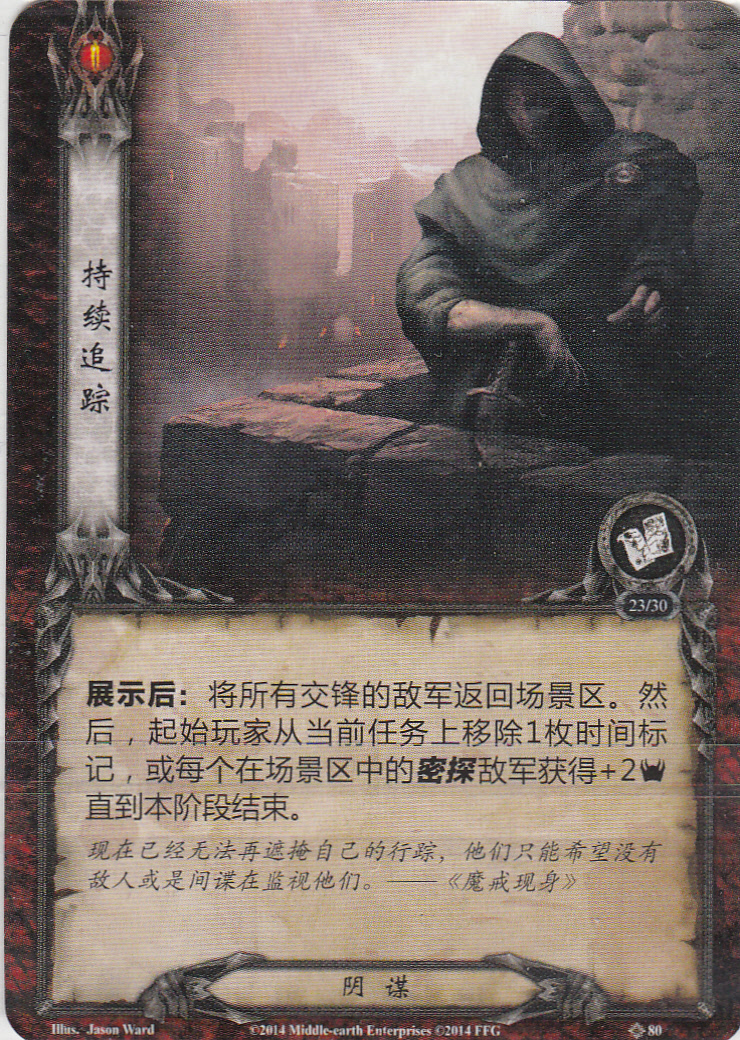 持续追踪
23/30
展示后：将所有交锋的敌军返回场景区。然
后，起始玩家从当前任务上移除1枚时间标
记，或每个在场景区中的密探敌军获得+2
直到本阶段结束。
现在已经无法再遮掩自己的行踪，他们只能希望没有
敌人或是间谍在监视他们。——《魔戒现身》
阴谋
Illus. Jason Ward
©2014 Middle-earth Enterprises ©2014 FFG
80